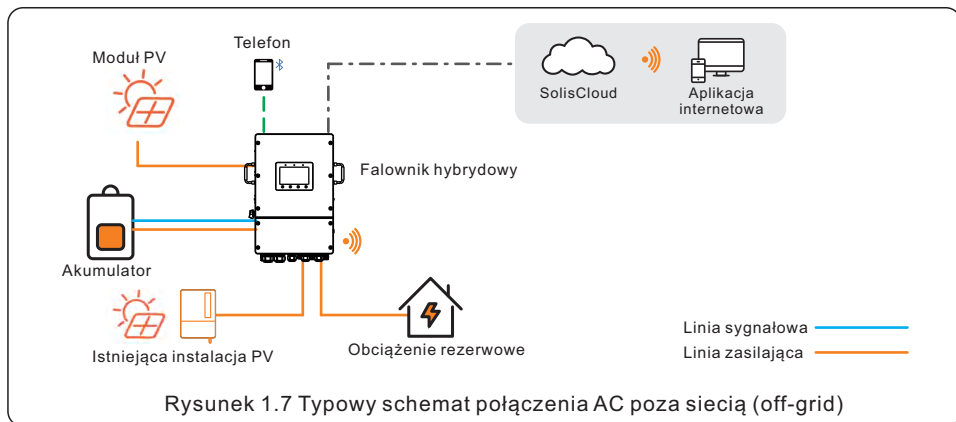 Telefon
Moduł PV
SolisCloud
Aplikacja
internetowa
Falownik hybrydowy
Akumulator
Istniejąca instalacja PV
Obciążenie rezerwowe
Linia sygnałowa
Linia zasilająca
Rysunek 1.7 Typowy schemat połączenia AC poza siecią (off-grid)